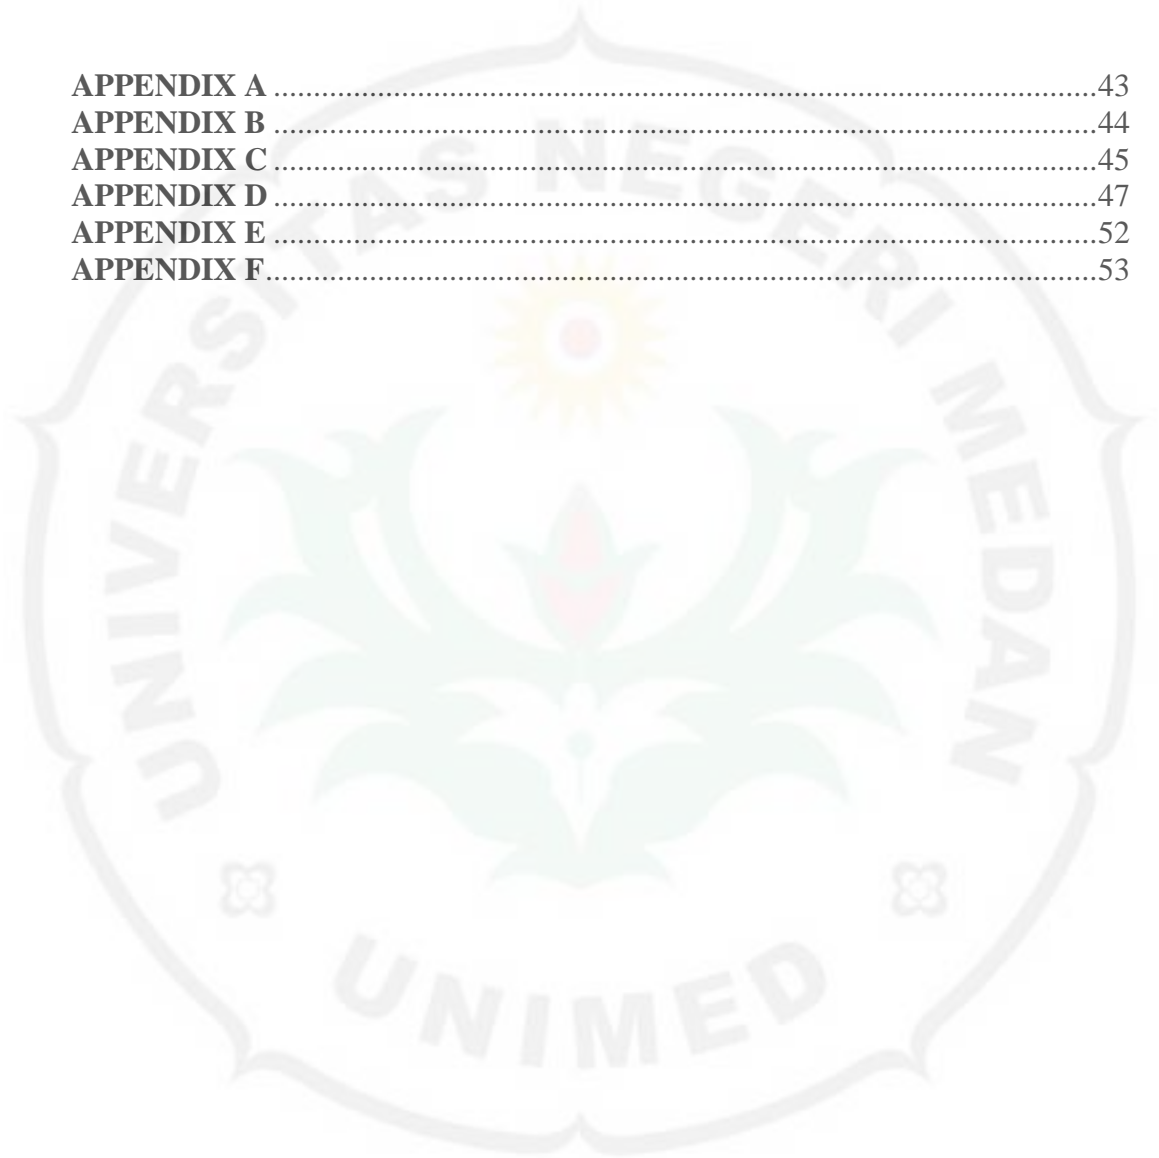 APPENDIX A ........................................................................................................43
APPENDIX B ........................................................................................................44
APPENDIX C ........................................................................................................45
APPENDIX D ........................................................................................................47
APPENDIX E ........................................................................................................52
APPENDIX F.........................................................................................................53
UNIVERSITAS NEGERI MEDAN
UNIMED